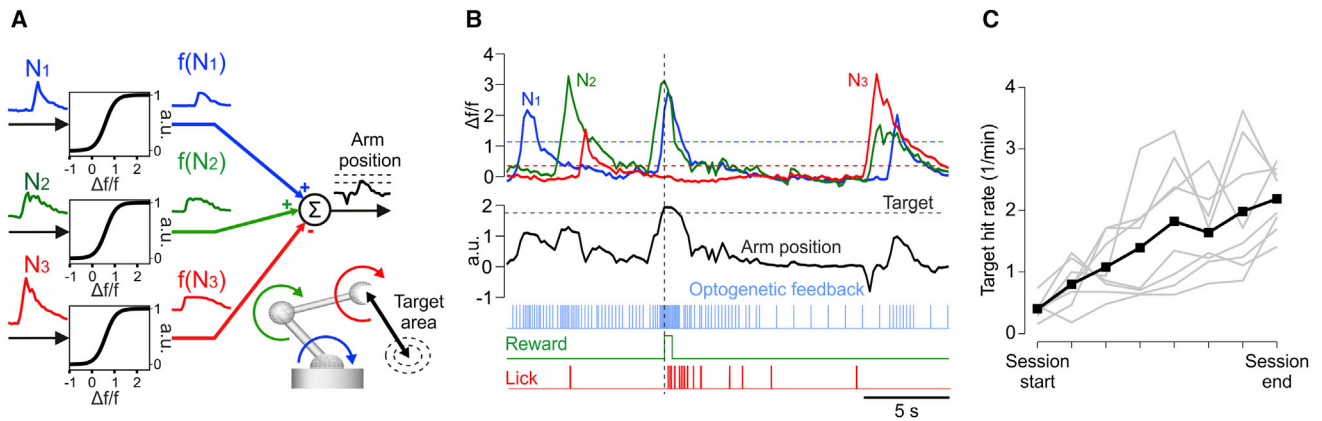 A
N1
f(N1)
1
a.u.
0
-1 0 1 2
Δf/f
N2
f(N2)
1
a.u.
0
-1 0 1 2
Δf/f
N3
f(N3)
1
a.u.
0
-1 0 1 2
Δf/f
+
+
-
Σ
Arm
position
Target
area
B
4
3
2
1
0
Δf/f
N1
N2
N3
2
1
0
-1
a.u.
Target
Arm position
Optogenetic feedback
Reward
Lick
5 s
C
4
3
2
1
0
Target hit rate (1/min)
Session
start
Session
end